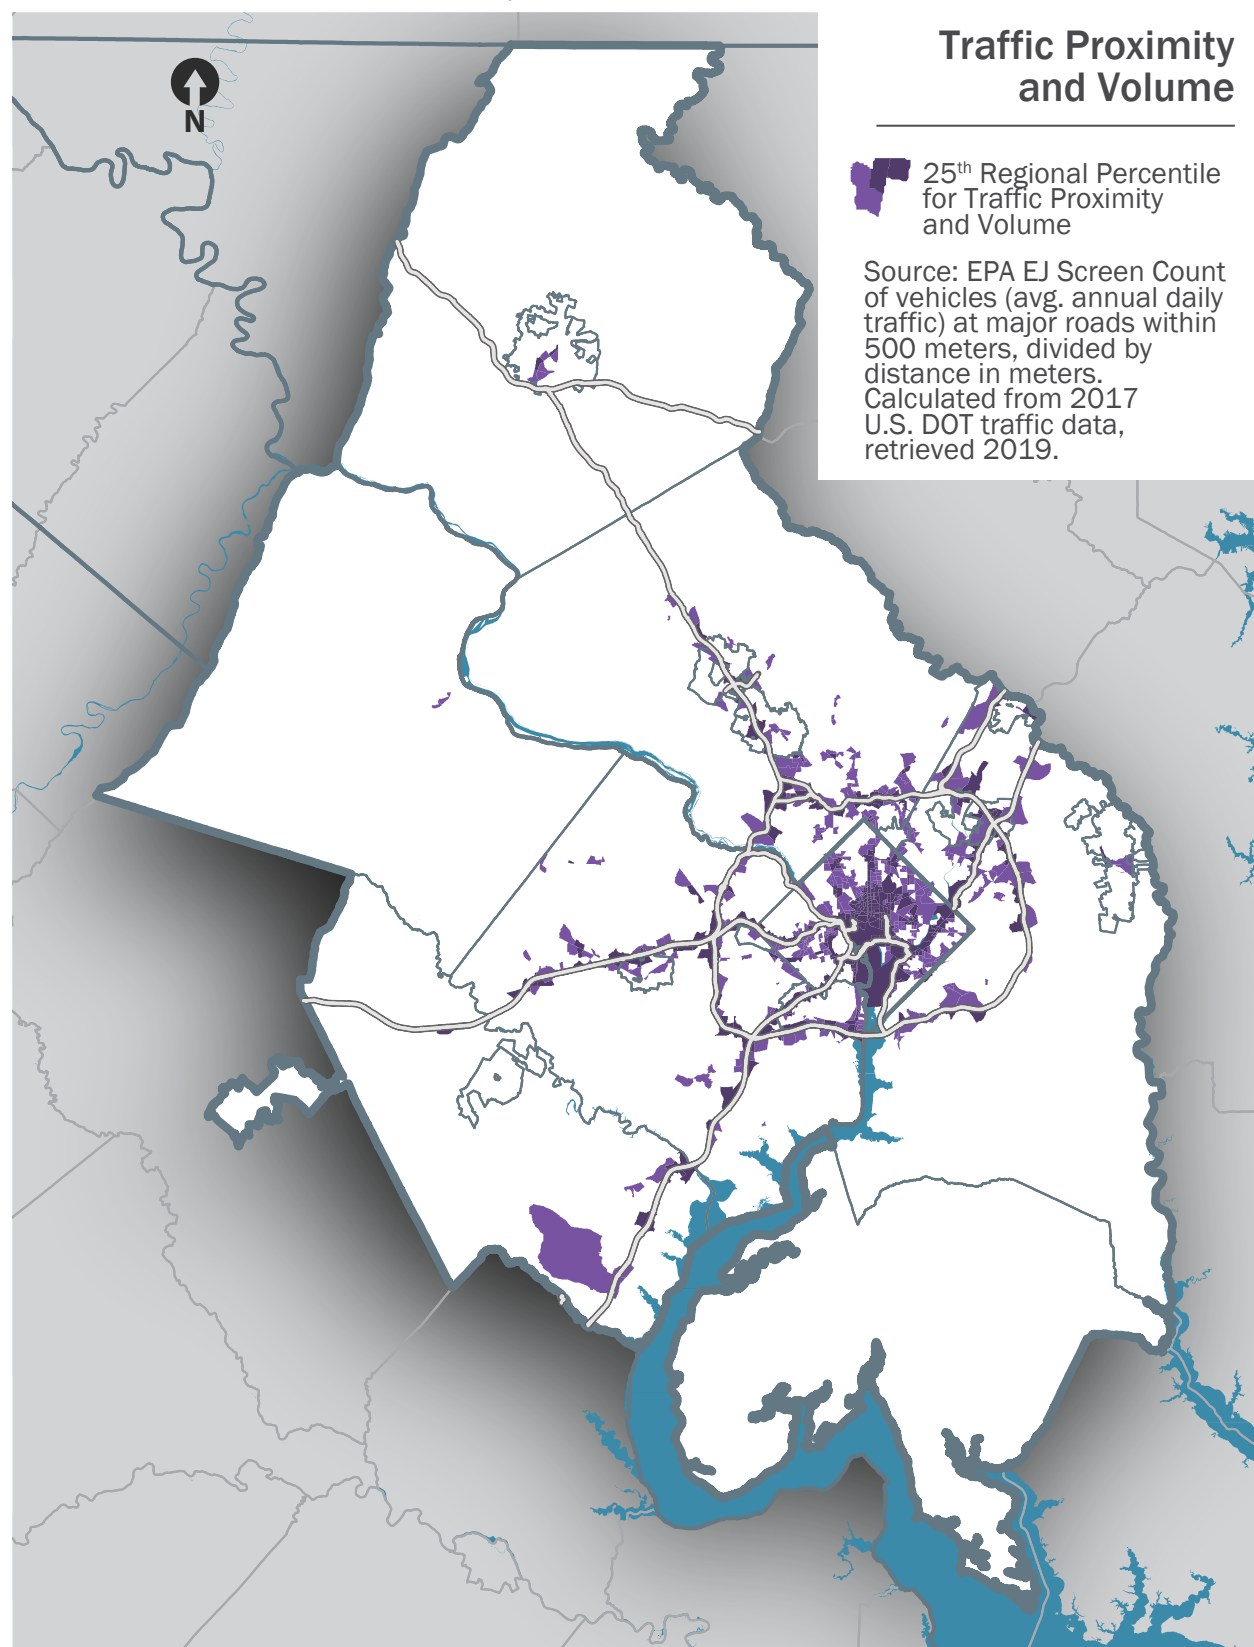 Traffic Proximity
and Volume
N
25th Regional Percentile
for Traffic Proximity
and Volume
Source: EPA EJ Screen Count
of vehicles (avg. annual daily
traffic) at major roads within
500 meters, divided by
distance in meters.
Calculated from 2017
U.S. DOT traffic data,
retrieved 2019.